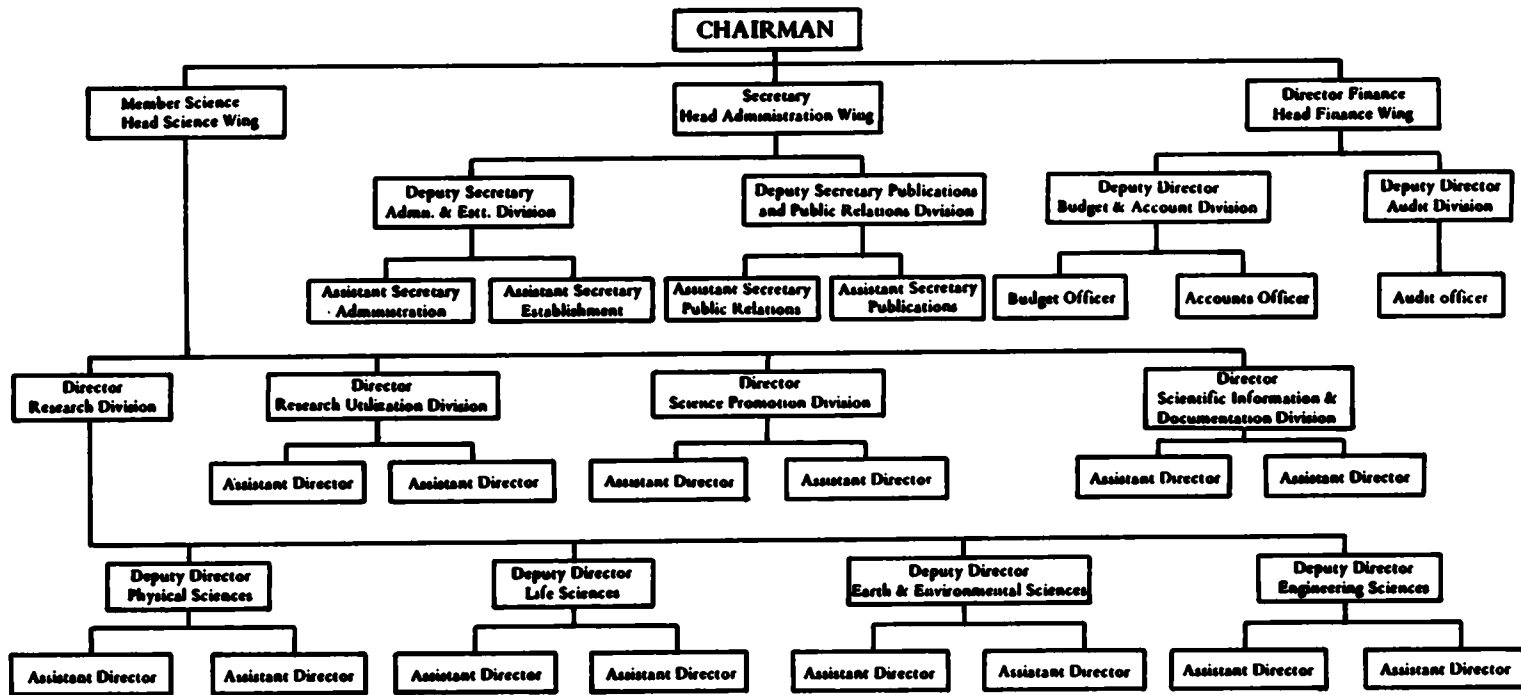 CHAIRMAN
Member Science
Head Science Wing
Secretary
Head Administration Wing
Director Finance
Head Finance Wing
Deputy Secretary
Admn. & Estt. Division
Deputy Secretary Publications
and Public Relations Division
Deputy Director
Budget & Account Division
Deputy Director
Audit Division
Assistant Secretary
Administration
Assistant Secretary
Establishment
Assistant Secretary
Public Relations
Assistant Secretary
Publications
Budget Officer
Accounts Officer
Audit officer
Director
Research Division
Director
Research Utilization Division
Director
Science Promotion Division
Director
Scientific Information &
Documentation Division
Assistant Director
Assistant Director
Assistant Director
Assistant Director
Assistant Director
Assistant Director
Deputy Director
Physical Sciences
Deputy Director
Life Sciences
Deputy Director
Earth & Environmental Sciences
Deputy Director
Engineering Sciences
Assistant Director
Assistant Director
Assistant Director
Assistant Director
Assistant Director
Assistant Director
Assistant Director
Assistant Director